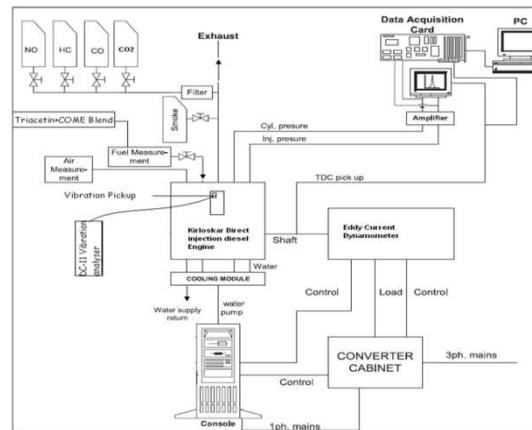 Data Acquisition
Card
PC
NO
HC
CO
CO2
Exhaust
Filter
Smoke
Amplifier
Triacetin+COME Blend
Fuel Measure-
ment
Air Measure-
ment
Cyl. presure
Inj. presure
TDC pick up
Vibration Pickup
DC-11 Vibration
analyser
Kirloskar Direct
injection diesel
Engine
Shaft
Eddy Current
Dynamometer
Water
COOLING MODULE
Water supply
return
water
pump
Control
Load
Control
CONVERTER
CABINET
3ph. mains
Control
Console
1ph. mains